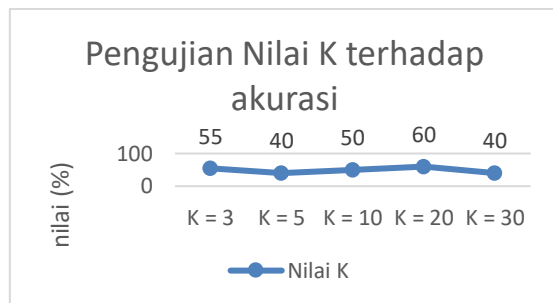 Pengujian Nilai K terhadap
akurasi
55 40 50 60 40
100
0
nilai (%)
K = 3 K = 5 K = 10 K = 20 K = 30
Nilai K